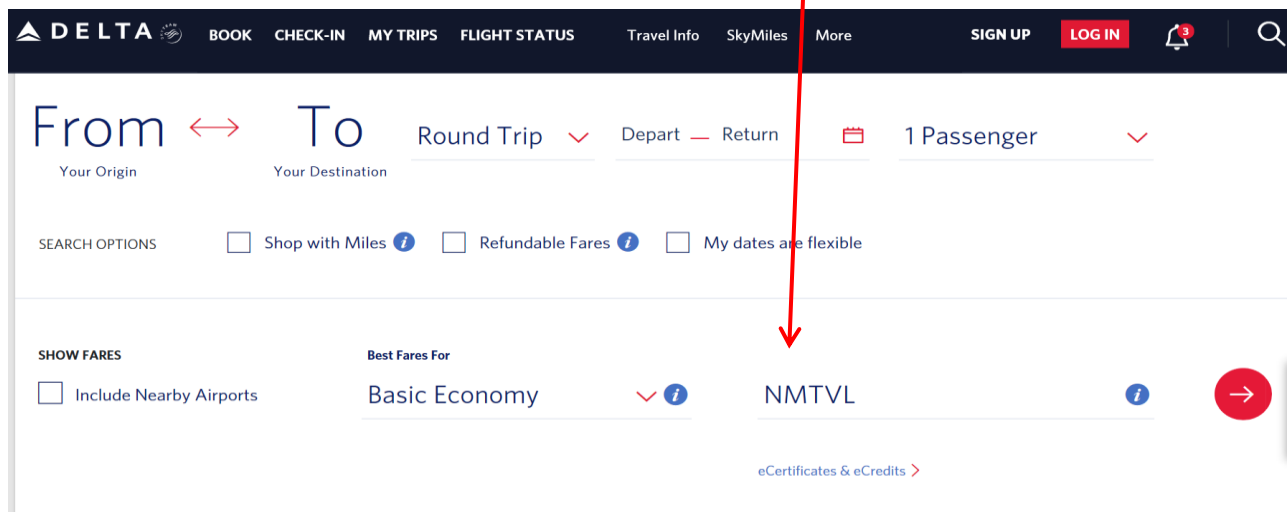 DELTA BOOK CHECK-IN MY TRIPS FLIGHT STATUS Travel Info SkyMiles More SIGN UP LOG IN 3
From To Round Trip Depart — Return 1 Passenger
Your Origin Your Destination
SEARCH OPTIONS Shop with Miles i Refundable Fares i My dates are flexible
SHOW FARES Best Fares For
Include Nearby Airports Basic Economy i NMTVL i
eCertificates & eCredits